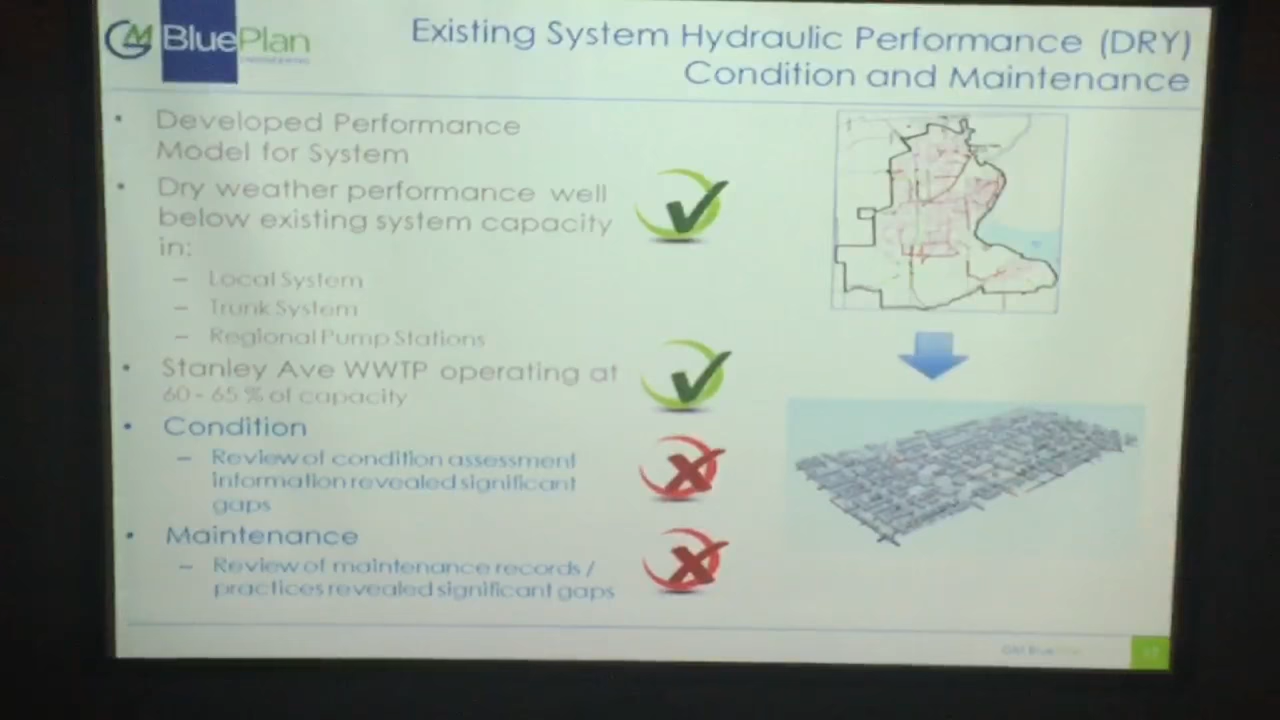 GM BluePlan
Existing System Hydraulic Performance (DRY)
Condition and Maintenance
• Developed Performance
Model for System
• Dry weather performance well
below existing system capacity
in:
– Local System
– Trunk System
– Regional Pump Stations
• Stanley Ave WWTP operating at
60 - 65 % of capacity
• Condition
– Review of condition assessment
information revealed significant
gaps
• Maintenance
– Review of maintenance records /
practices revealed significant gaps
GM BluePlan